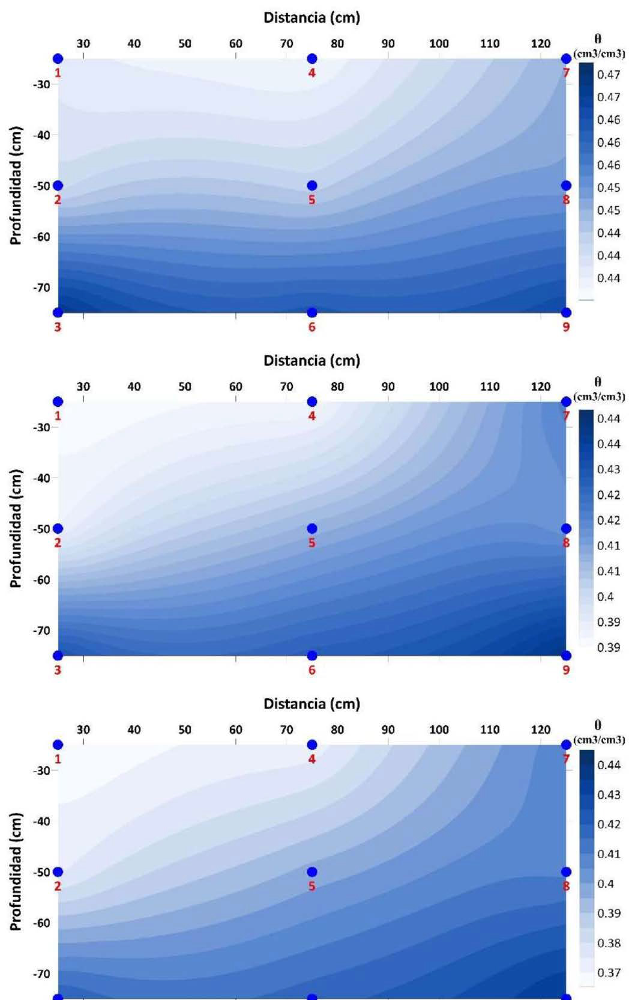 Distancia (cm)
30 40 50 60 70 80 90 100 110 120
θ
(cm3/cm3)
Profundidad (cm)
-30
-40
-50
-60
-70
1 4 7
2 5 8
3 6 9
0.47
0.47
0.46
0.46
0.46
0.45
0.45
0.44
0.44
0.44
Distancia (cm)
30 40 50 60 70 80 90 100 110 120
θ
(cm3/cm3)
Profundidad (cm)
-30
-40
-50
-60
-70
1 4 7
2 5 8
3 6 9
0.44
0.44
0.43
0.42
0.42
0.41
0.41
0.4
0.39
0.39
Distancia (cm)
30 40 50 60 70 80 90 100 110 120
θ
(cm3/cm3)
Profundidad (cm)
-30
-40
-50
-60
-70
1 4 7
2 5 8
0.44
0.43
0.42
0.41
0.4
0.39
0.38
0.37